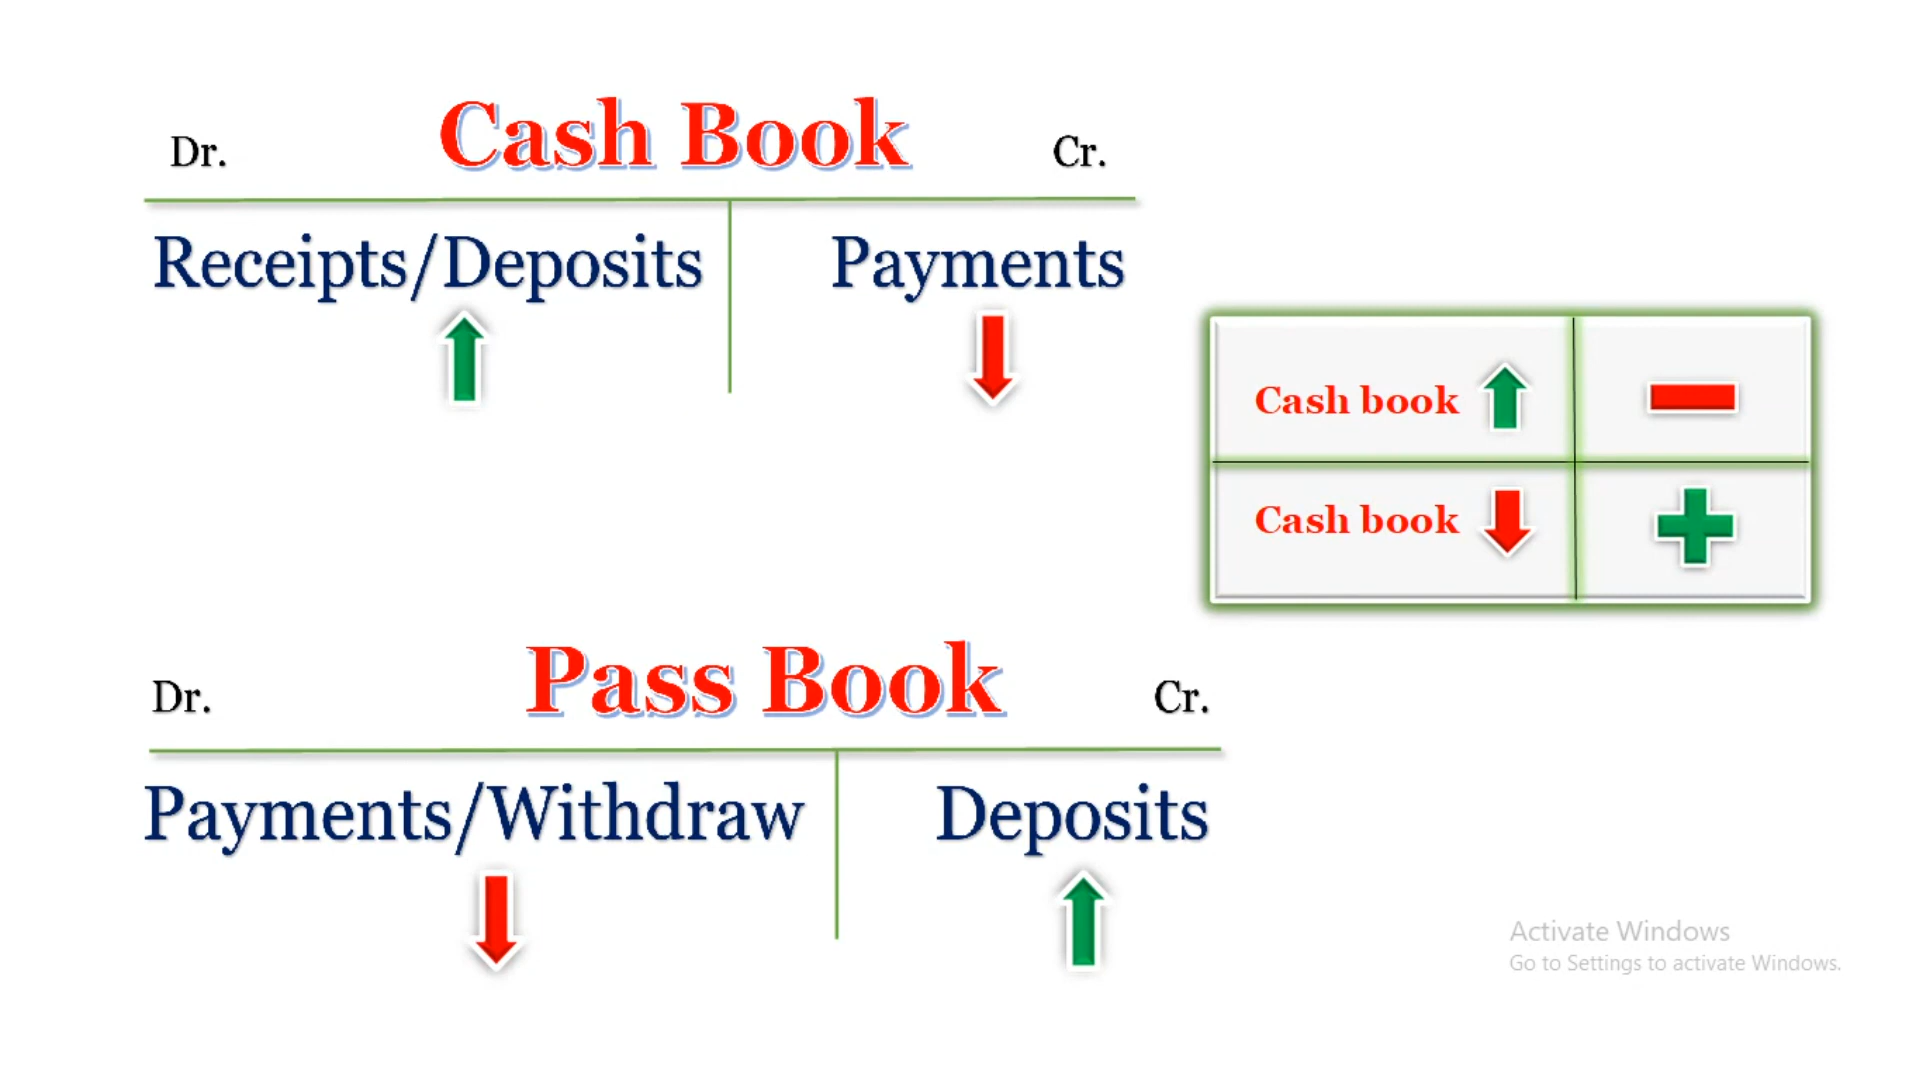 Dr. Cash Book Cr.
Receipts/Deposits Payments
Cash book
Cash book
Dr. Pass Book Cr.
Payments/Withdraw Deposits
Activate Windows
Go to Settings to activate Windows.